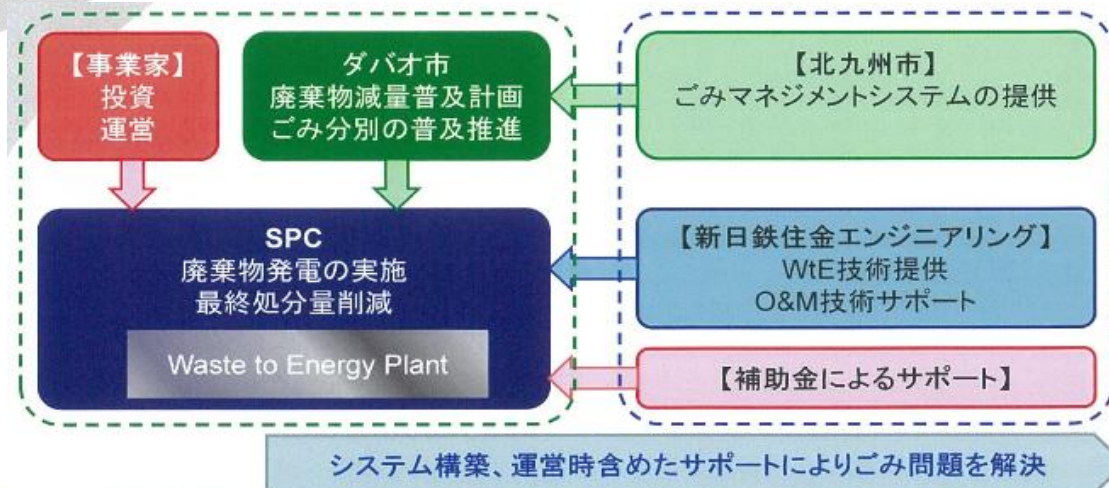 【事業家】
投資
運営
ダバオ市
廃棄物減量普及計画
ごみ分別の普及推進
【北九州市】
ごみマネジメントシステムの提供
SPC
廃棄物発電の実施
最終処分量削減
Waste to Energy Plant
【新日鉄住金エンジニアリング】
WtE技術提供
O&M技術サポート
【補助金によるサポート】
システム構築、運営時含めたサポートによりごみ問題を解決